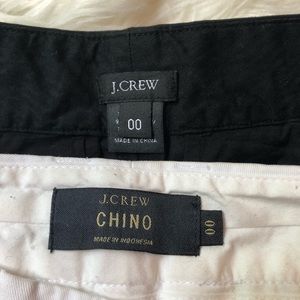 J.CREW
00
MADE IN CHINA
J.CREW
CHINO
MADE IN INDONESIA
00